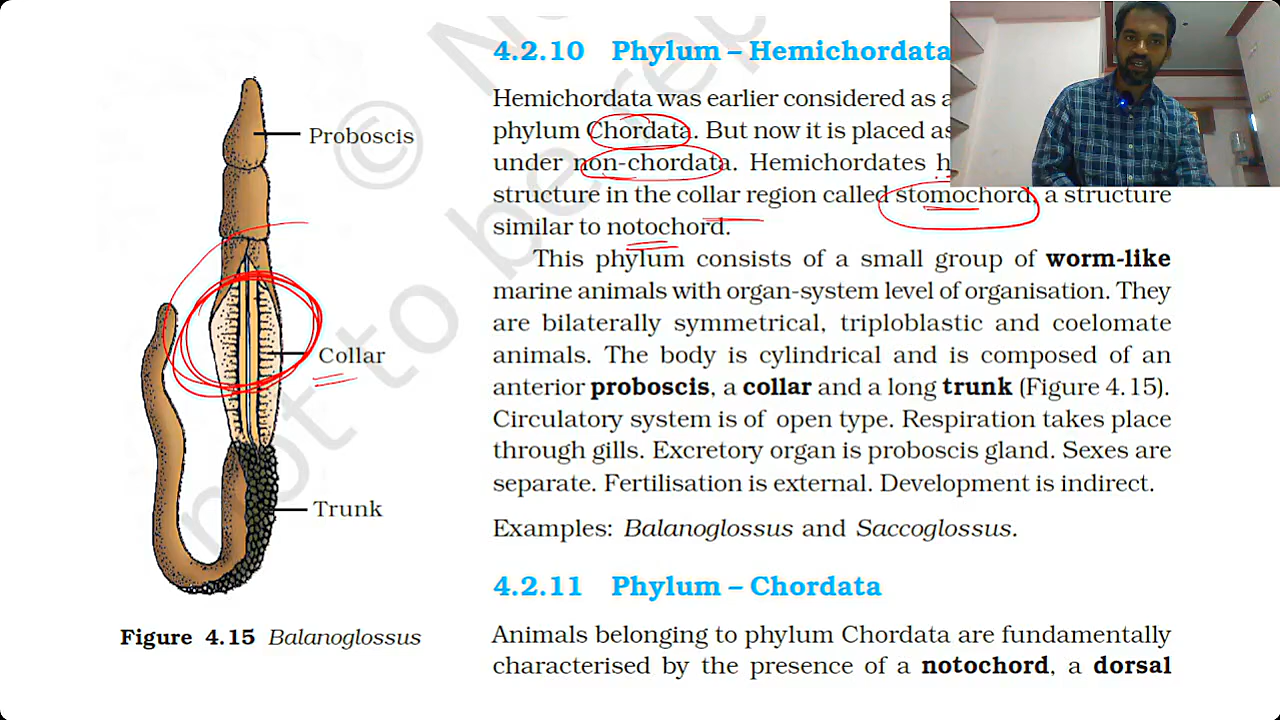 4.2.10 Phylum – Hemichordata
Hemichordata was earlier considered as a
phylum Chordata. But now it is placed as
under non-chordata. Hemichordates
structure in the collar region called stomochord, a structure
similar to notochord.
This phylum consists of a small group of worm-like
marine animals with organ-system level of organisation. They
are bilaterally symmetrical, triploblastic and coelomate
animals. The body is cylindrical and is composed of an
anterior proboscis, a collar and a long trunk (Figure 4.15).
Circulatory system is of open type. Respiration takes place
through gills. Excretory organ is proboscis gland. Sexes are
separate. Fertilisation is external. Development is indirect.
Examples: Balanoglossus and Saccoglossus.
4.2.11 Phylum – Chordata
Animals belonging to phylum Chordata are fundamentally
characterised by the presence of a notochord, a dorsal
Proboscis
Collar
Trunk
Figure 4.15 Balanoglossus
©
not to be rep